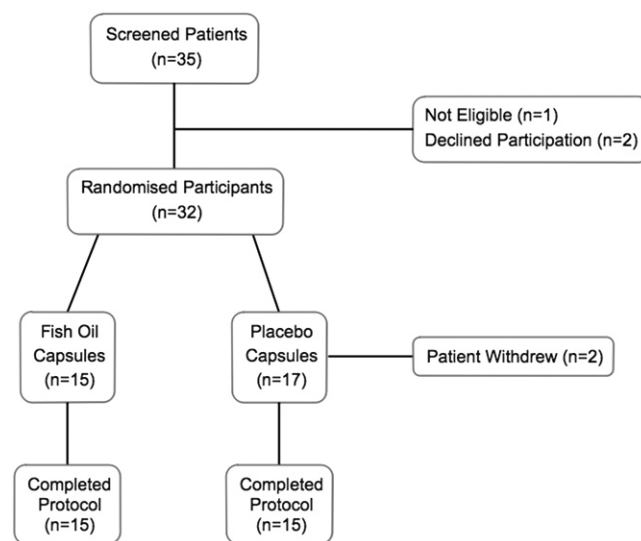 Screened Patients
(n=35)
Not Eligible (n=1)
Declined Participation (n=2)
Randomised Participants
(n=32)
Fish Oil
Capsules
(n=15)
Placebo
Capsules
(n=17)
Patient Withdrew (n=2)
Completed
Protocol
(n=15)
Completed
Protocol
(n=15)